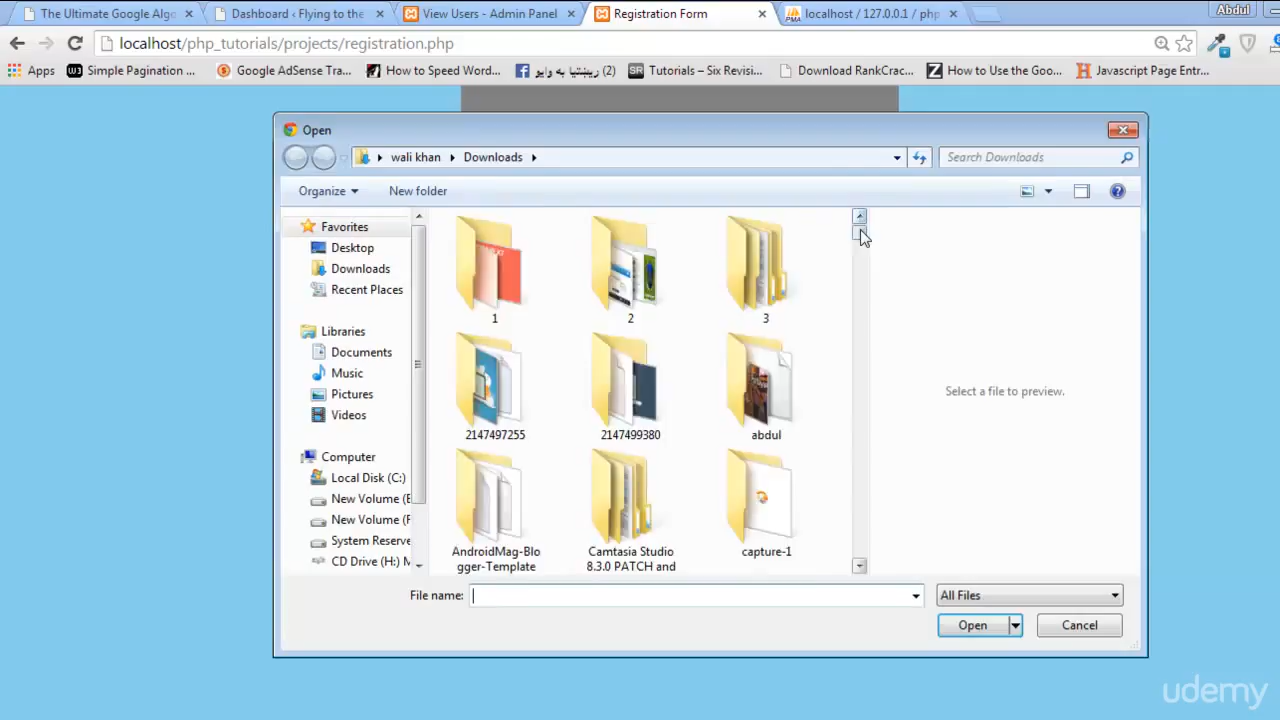 The Ultimate Google Algo
Dashboard ‹ Flying to the
View Users - Admin Panel
Registration Form
localhost / 127.0.0.1 / php
Abdul
localhost/php_tutorials/projects/registration.php
Apps
Simple Pagination ...
Google AdSense Tra...
How to Speed Word...
(2) ريښتيا به وايو
SR
Tutorials – Six Revisi...
Download RankCrac...
How to Use the Goo...
Javascript Page Entr...
Open
wali khan
Downloads
Search Downloads
Organize
New folder
Favorites
Desktop
Downloads
Recent Places
Libraries
Documents
Music
Pictures
Videos
Computer
Local Disk (C:)
New Volume (E
New Volume (F
System Reserve
CD Drive (H:) M
1
2
3
2147497255
2147499380
abdul
AndroidMag-Blo
gger-Template
Camtasia Studio
8.3.0 PATCH and
capture-1
Select a file to preview.
File name:
All Files
Open
Cancel
udemy